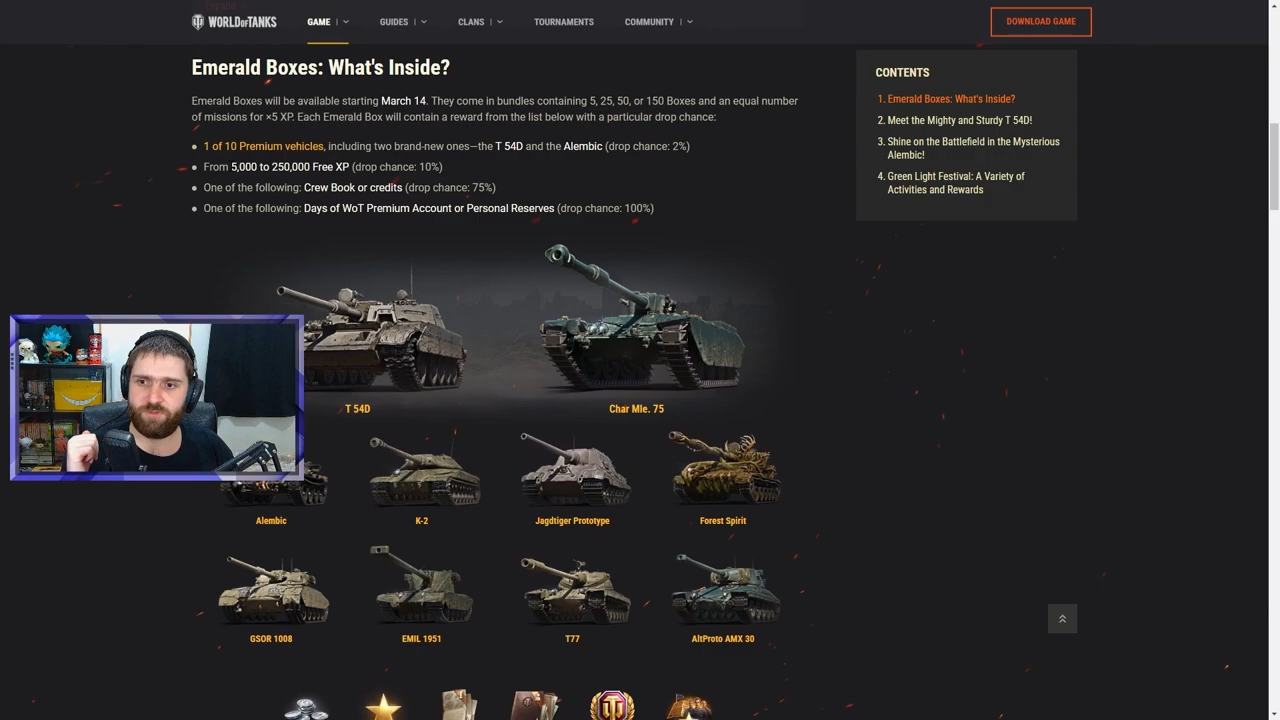 WORLD OF TANKS
GAME
GUIDES
CLANS
TOURNAMENTS
COMMUNITY
DOWNLOAD GAME
Emerald Boxes: What's Inside?
Emerald Boxes will be available starting March 14. They come in bundles containing 5, 25, 50, or 150 Boxes and an equal number
of missions for ×5 XP. Each Emerald Box will contain a reward from the list below with a particular drop chance:
1 of 10 Premium vehicles, including two brand-new ones—the T 54D and the Alembic (drop chance: 2%)
From 5,000 to 250,000 Free XP (drop chance: 10%)
One of the following: Crew Book or credits (drop chance: 75%)
One of the following: Days of WoT Premium Account or Personal Reserves (drop chance: 100%)
CONTENTS
1. Emerald Boxes: What's Inside?
2. Meet the Mighty and Sturdy T 54D!
3. Shine on the Battlefield in the Mysterious
Alembic!
4. Green Light Festival: A Variety of
Activities and Rewards
T 54D
Char Mle. 75
Alembic
K-2
Jagdtiger Prototype
Forest Spirit
GSOR 1008
EMIL 1951
T77
AltProto AMX 30